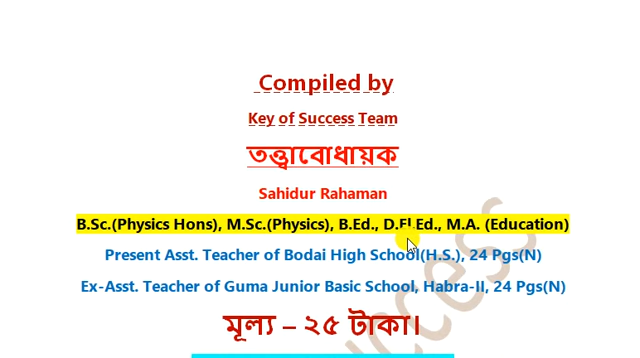 Compiled by
Key of Success Team
তত্ত্বাবোধায়ক
Sahidur Rahaman
B.Sc.(Physics Hons), M.Sc.(Physics), B.Ed., D.El.Ed., M.A. (Education)
Present Asst. Teacher of Bodai High School(H.S.), 24 Pgs(N)
Ex-Asst. Teacher of Guma Junior Basic School, Habra-II, 24 Pgs(N)
মূল্য – ২৫ টাকা।
success